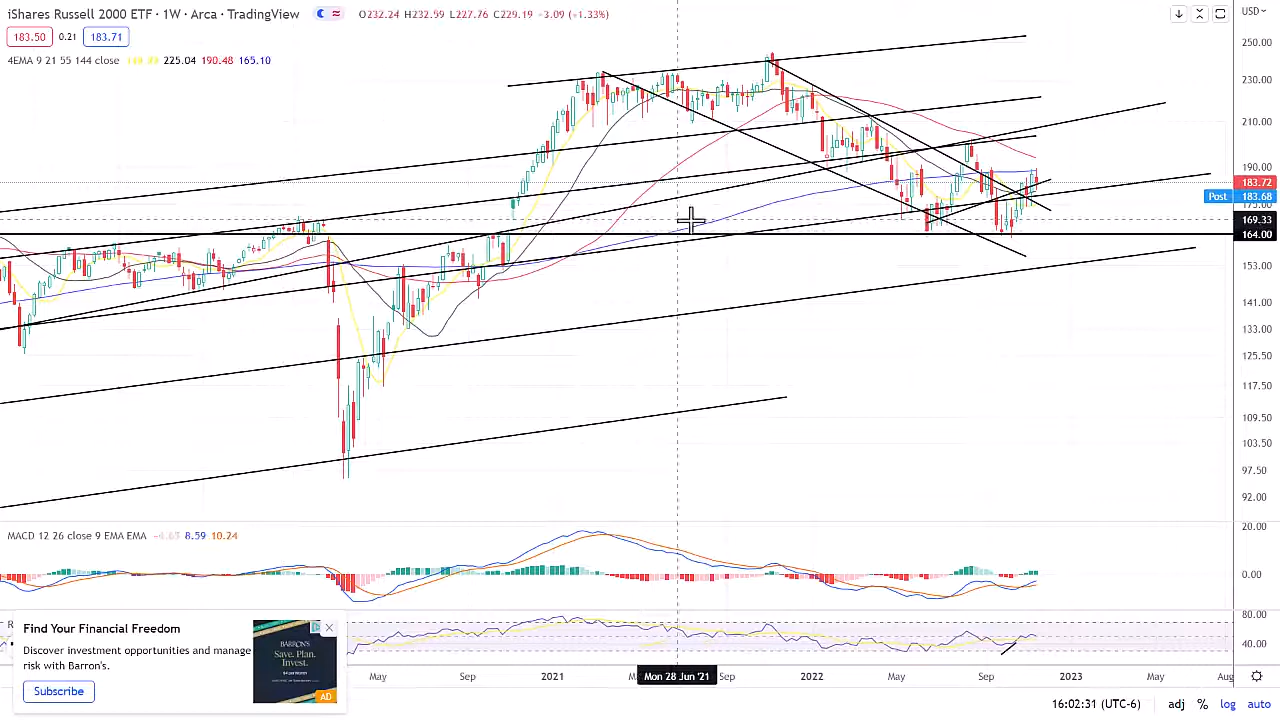 iShares Russell 2000 ETF · 1W · Arca · TradingView
O232.24 H232.59 L227.76 C229.19 −3.09 (−1.33%)
USD
183.50 0.21 183.71
4EMA 9 21 55 144 close 225.04 190.48 165.10
250.00
230.00
210.00
190.00
183.72
Post 183.68
175.00
169.33
164.00
153.00
141.00
133.00
125.50
117.50
109.50
103.50
97.50
92.00
MACD 12 26 close 9 EMA EMA −4.65 8.59 10.24
20.00
0.00
80.00
40.00
R
Find Your Financial Freedom
Discover investment opportunities and manage
risk with Barron's.
Subscribe
BARRON'S
Save. Plan.
Invest.
AD
May Sep 2021 Mon 28 Jun '21 Sep 2022 May Sep 2023 May Aug
16:02:31 (UTC-6) adj % log auto